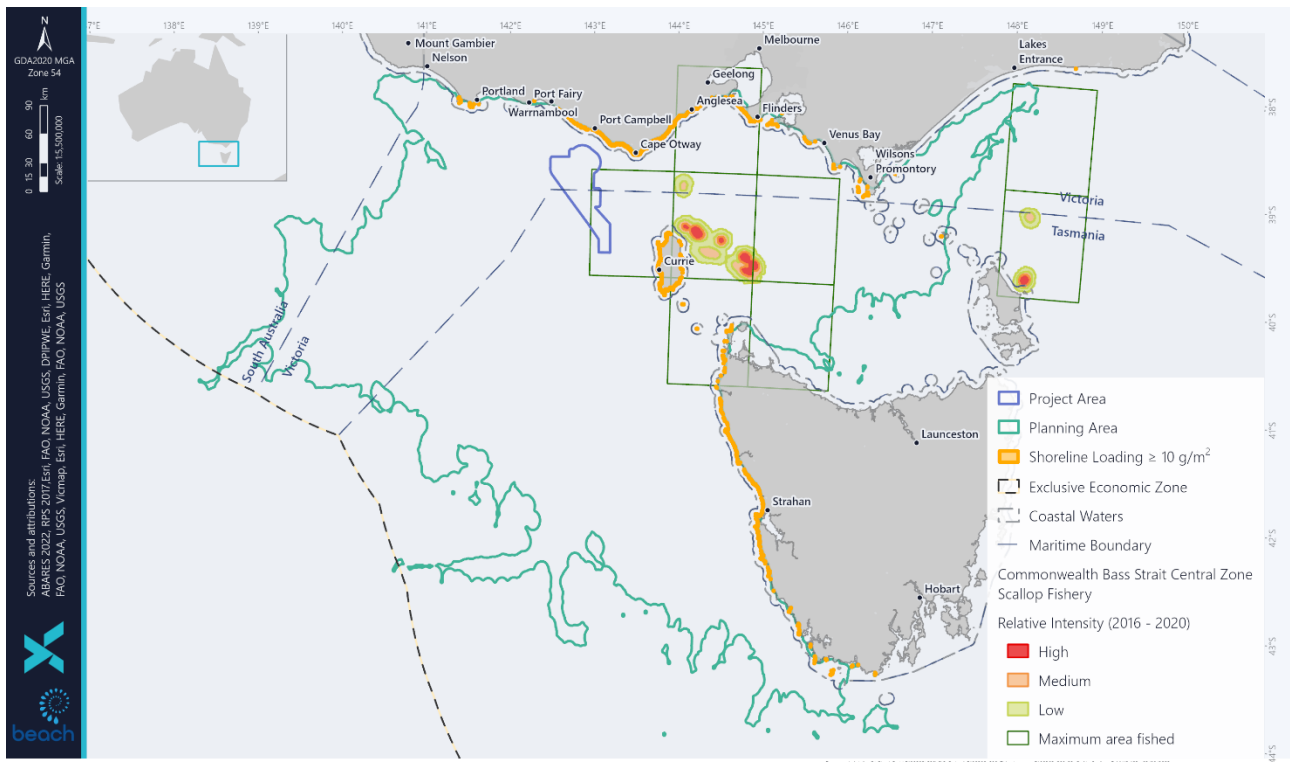 N
GDA2020 MGA
Zone 54
0 15 30 60 90
km
Scale: 1:5,500,000
Sources and attributions:
ABARES 2022, RPS 2017,Esri, FAO, NOAA, USGS, DPIPWE, Esri, HERE, Garmin,
FAO, NOAA, USGS, Vicmap, Esri, HERE, Garmin, FAO, NOAA, USGS
beach
7°E
138°E
139°E
140°E
141°E
142°E
143°E
144°E
145°E
146°E
147°E
148°E
149°E
150°E
38°S
39°S
40°S
41°S
42°S
43°S
44°S
Mount Gambier
Nelson
Portland
Port Fairy
Warrnambool
Port Campbell
Cape Otway
Melbourne
Geelong
Anglesea
Flinders
Venus Bay
Wilsons
Promontory
Lakes
Entrance
Victoria
Tasmania
Currie
South Australia
Victoria
Launceston
Strahan
Hobart
Project Area
Planning Area
Shoreline Loading ≥ 10 g/m²
Exclusive Economic Zone
Coastal Waters
Maritime Boundary
Commonwealth Bass Strait Central Zone
Scallop Fishery
Relative Intensity (2016 - 2020)
High
Medium
Low
Maximum area fished